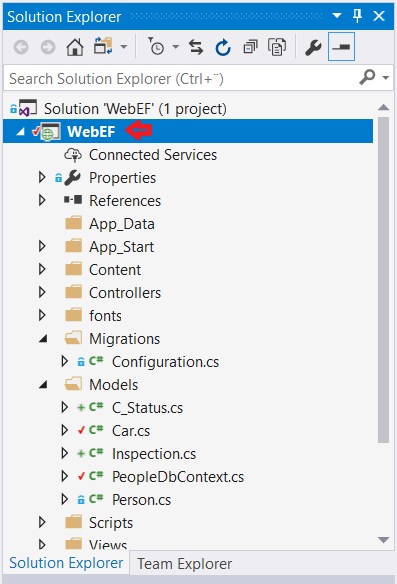 Solution Explorer
Search Solution Explorer (Ctrl+¨)
Solution 'WebEF' (1 project)
WebEF
Connected Services
Properties
References
App_Data
App_Start
Content
Controllers
fonts
Migrations
C# Configuration.cs
Models
C# C_Status.cs
C# Car.cs
C# Inspection.cs
C# PeopleDbContext.cs
C# Person.cs
Scripts
Views
Solution Explorer Team Explorer